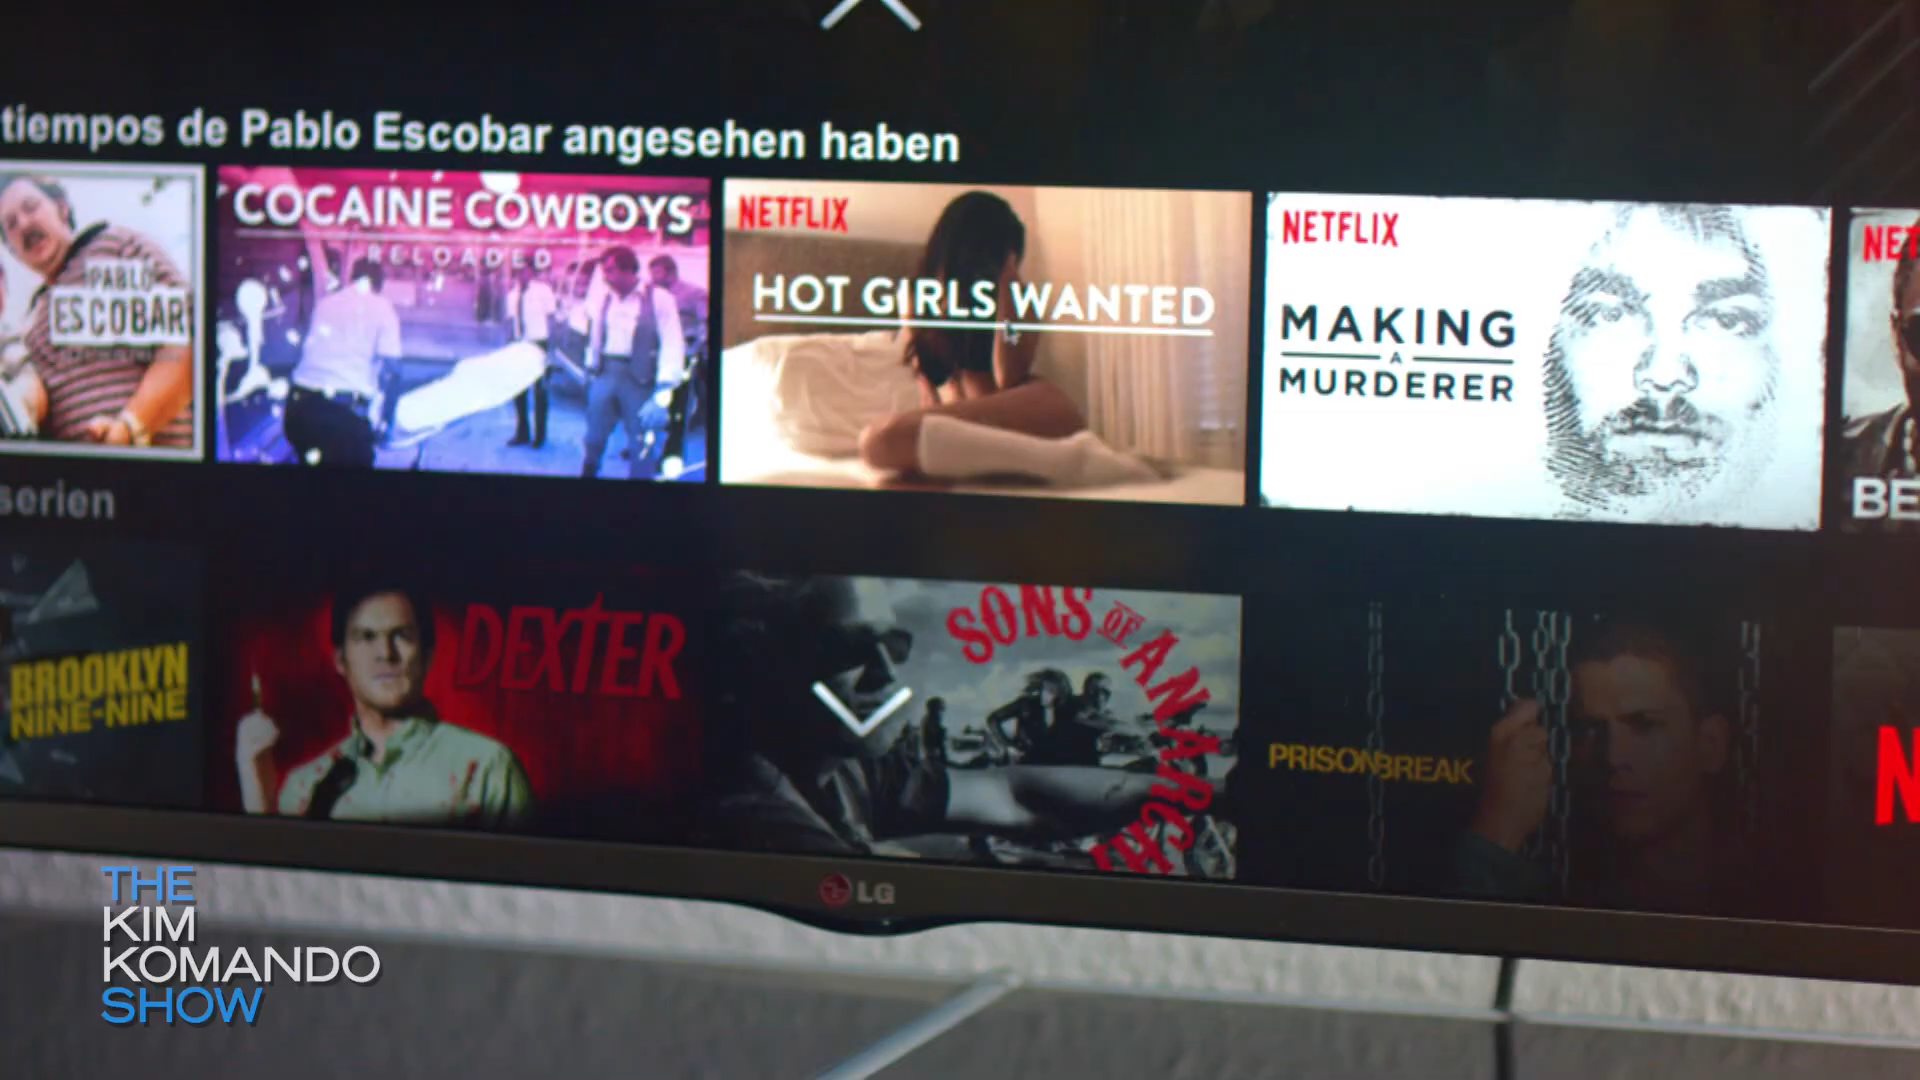 tiempos de Pablo Escobar angesehen haben
PABLO
ESCOBAR
COCAINE COWBOYS
RELOADED
NETFLIX
HOT GIRLS WANTED
NETFLIX
MAKING
A
MURDERER
NET
BE
serien
BROOKLYN
NINE-NINE
DEXTER
SONS OF ANARCHY
PRISON BREAK
N
LG
THE
KIM
KOMANDO
SHOW